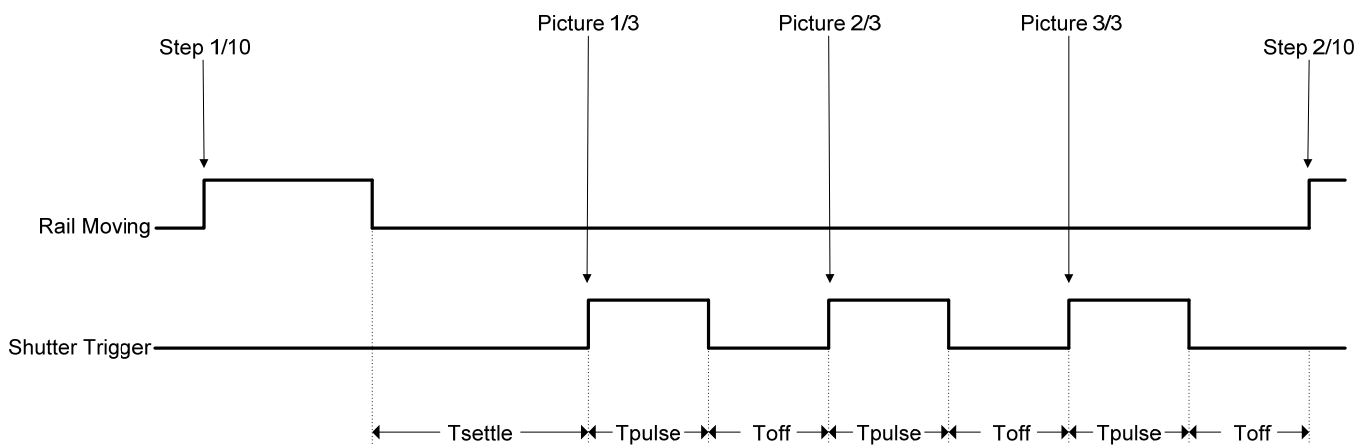 Picture 1/3
Picture 2/3
Picture 3/3
Step 1/10
Step 2/10
Rail Moving
Shutter Trigger
Tsettle
Tpulse
Toff
Tpulse
Toff
Tpulse
Toff